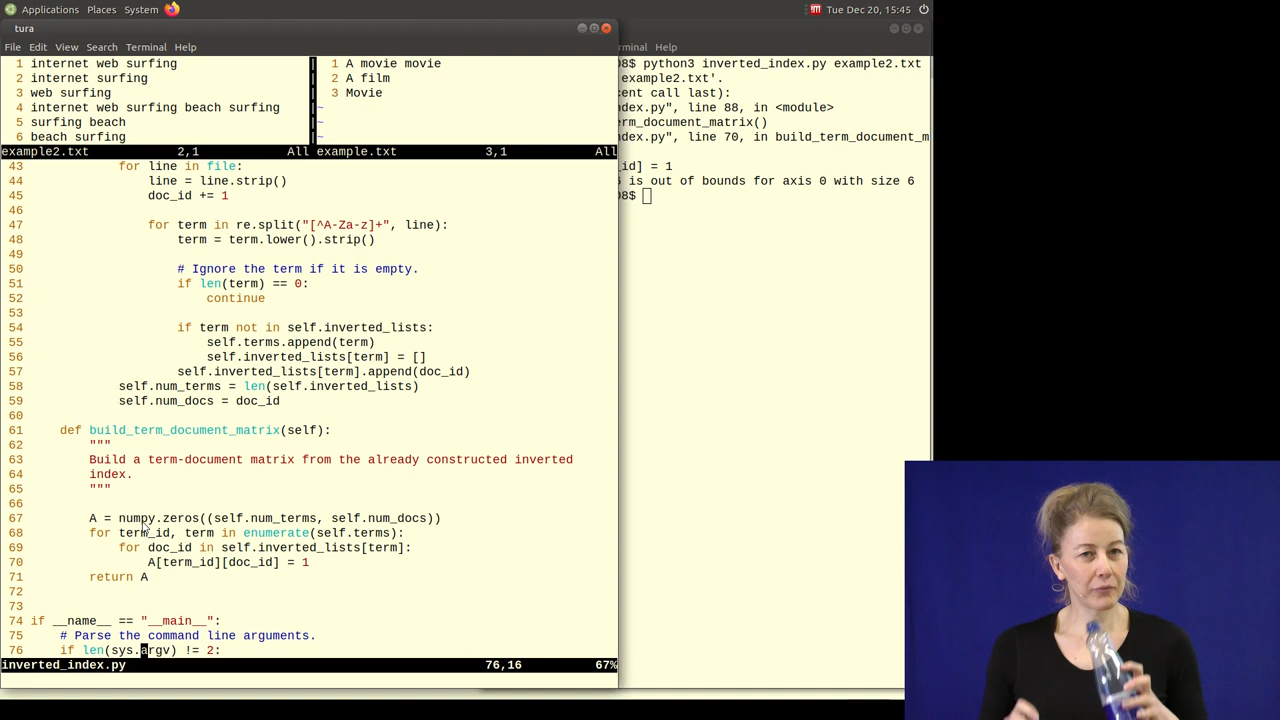 Applications Places System Tue Dec 20, 15:45
tura
File Edit View Search Terminal Help
1 internet web surfing
2 internet surfing
3 web surfing
4 internet web surfing beach surfing
5 surfing beach
6 beach surfing
example2.txt 2,1 All
1 A movie movie
2 A film
3 Movie
~
~
~
example.txt 3,1 All
43 for line in file:
44 line = line.strip()
45 doc_id += 1
46
47 for term in re.split("[^A-Za-z]+", line):
48 term = term.lower().strip()
49
50 # Ignore the term if it is empty.
51 if len(term) == 0:
52 continue
53
54 if term not in self.inverted_lists:
55 self.terms.append(term)
56 self.inverted_lists[term] = []
57 self.inverted_lists[term].append(doc_id)
58 self.num_terms = len(self.inverted_lists)
59 self.num_docs = doc_id
60
61 def build_term_document_matrix(self):
62 """
63 Build a term-document matrix from the already constructed inverted
64 index.
65 """
66
67 A = numpy.zeros((self.num_terms, self.num_docs))
68 for term_id, term in enumerate(self.terms):
69 for doc_id in self.inverted_lists[term]:
70 A[term_id][doc_id] = 1
71 return A
72
73
74 if __name__ == "__main__":
75 # Parse the command line arguments.
76 if len(sys.argv) != 2:
inverted_index.py 76,16 67%
rminal Help
08$ python3 inverted_index.py example2.txt
example2.txt'.
cent call last):
ndex.py", line 88, in <module>
erm_document_matrix()
ndex.py", line 70, in build_term_document_m
_id] = 1
is out of bounds for axis 0 with size 6
08$